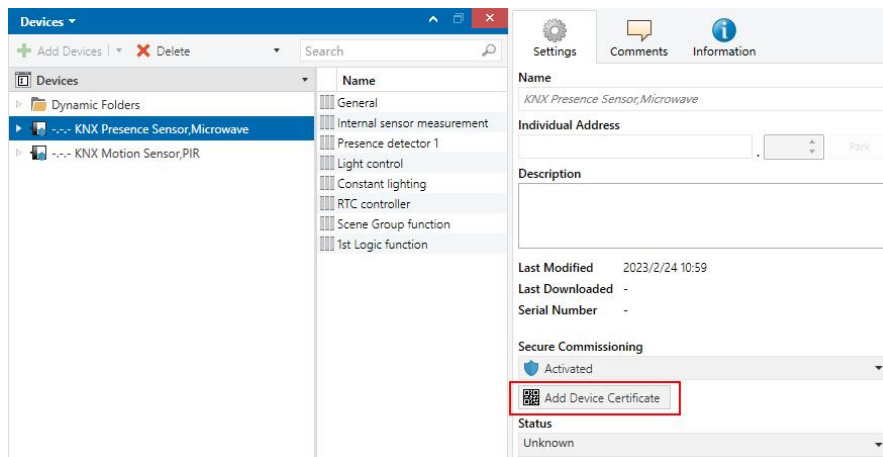 Devices
Add Devices
Delete
Search
Devices
Dynamic Folders
-.-.- KNX Presence Sensor,Microwave
-.-.- KNX Motion Sensor,PIR
Name
General
Internal sensor measurement
Presence detector 1
Light control
Constant lighting
RTC controller
Scene Group function
1st Logic function
Settings
Comments
Information
Name
KNX Presence Sensor,Microwave
Individual Address
.
Park
Description
Last Modified 2023/2/24 10:59
Last Downloaded -
Serial Number -
Secure Commissioning
Activated
Add Device Certificate
Status
Unknown